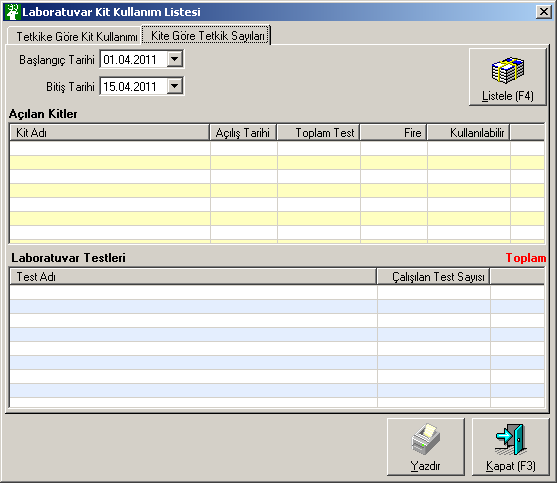 Laboratuvar Kit Kullanım Listesi
Tetkike Göre Kit Kullanımı
Kite Göre Tetkik Sayıları
Başlangıç Tarihi 01.04.2011
Bitiş Tarihi 15.04.2011
Listele (F4)
Açılan Kitler
Kit Adı Açılış Tarihi Toplam Test Fire Kullanılabilir
Laboratuvar Testleri Toplam
Test Adı Çalışılan Test Sayısı
Yazdır Kapat (F3)